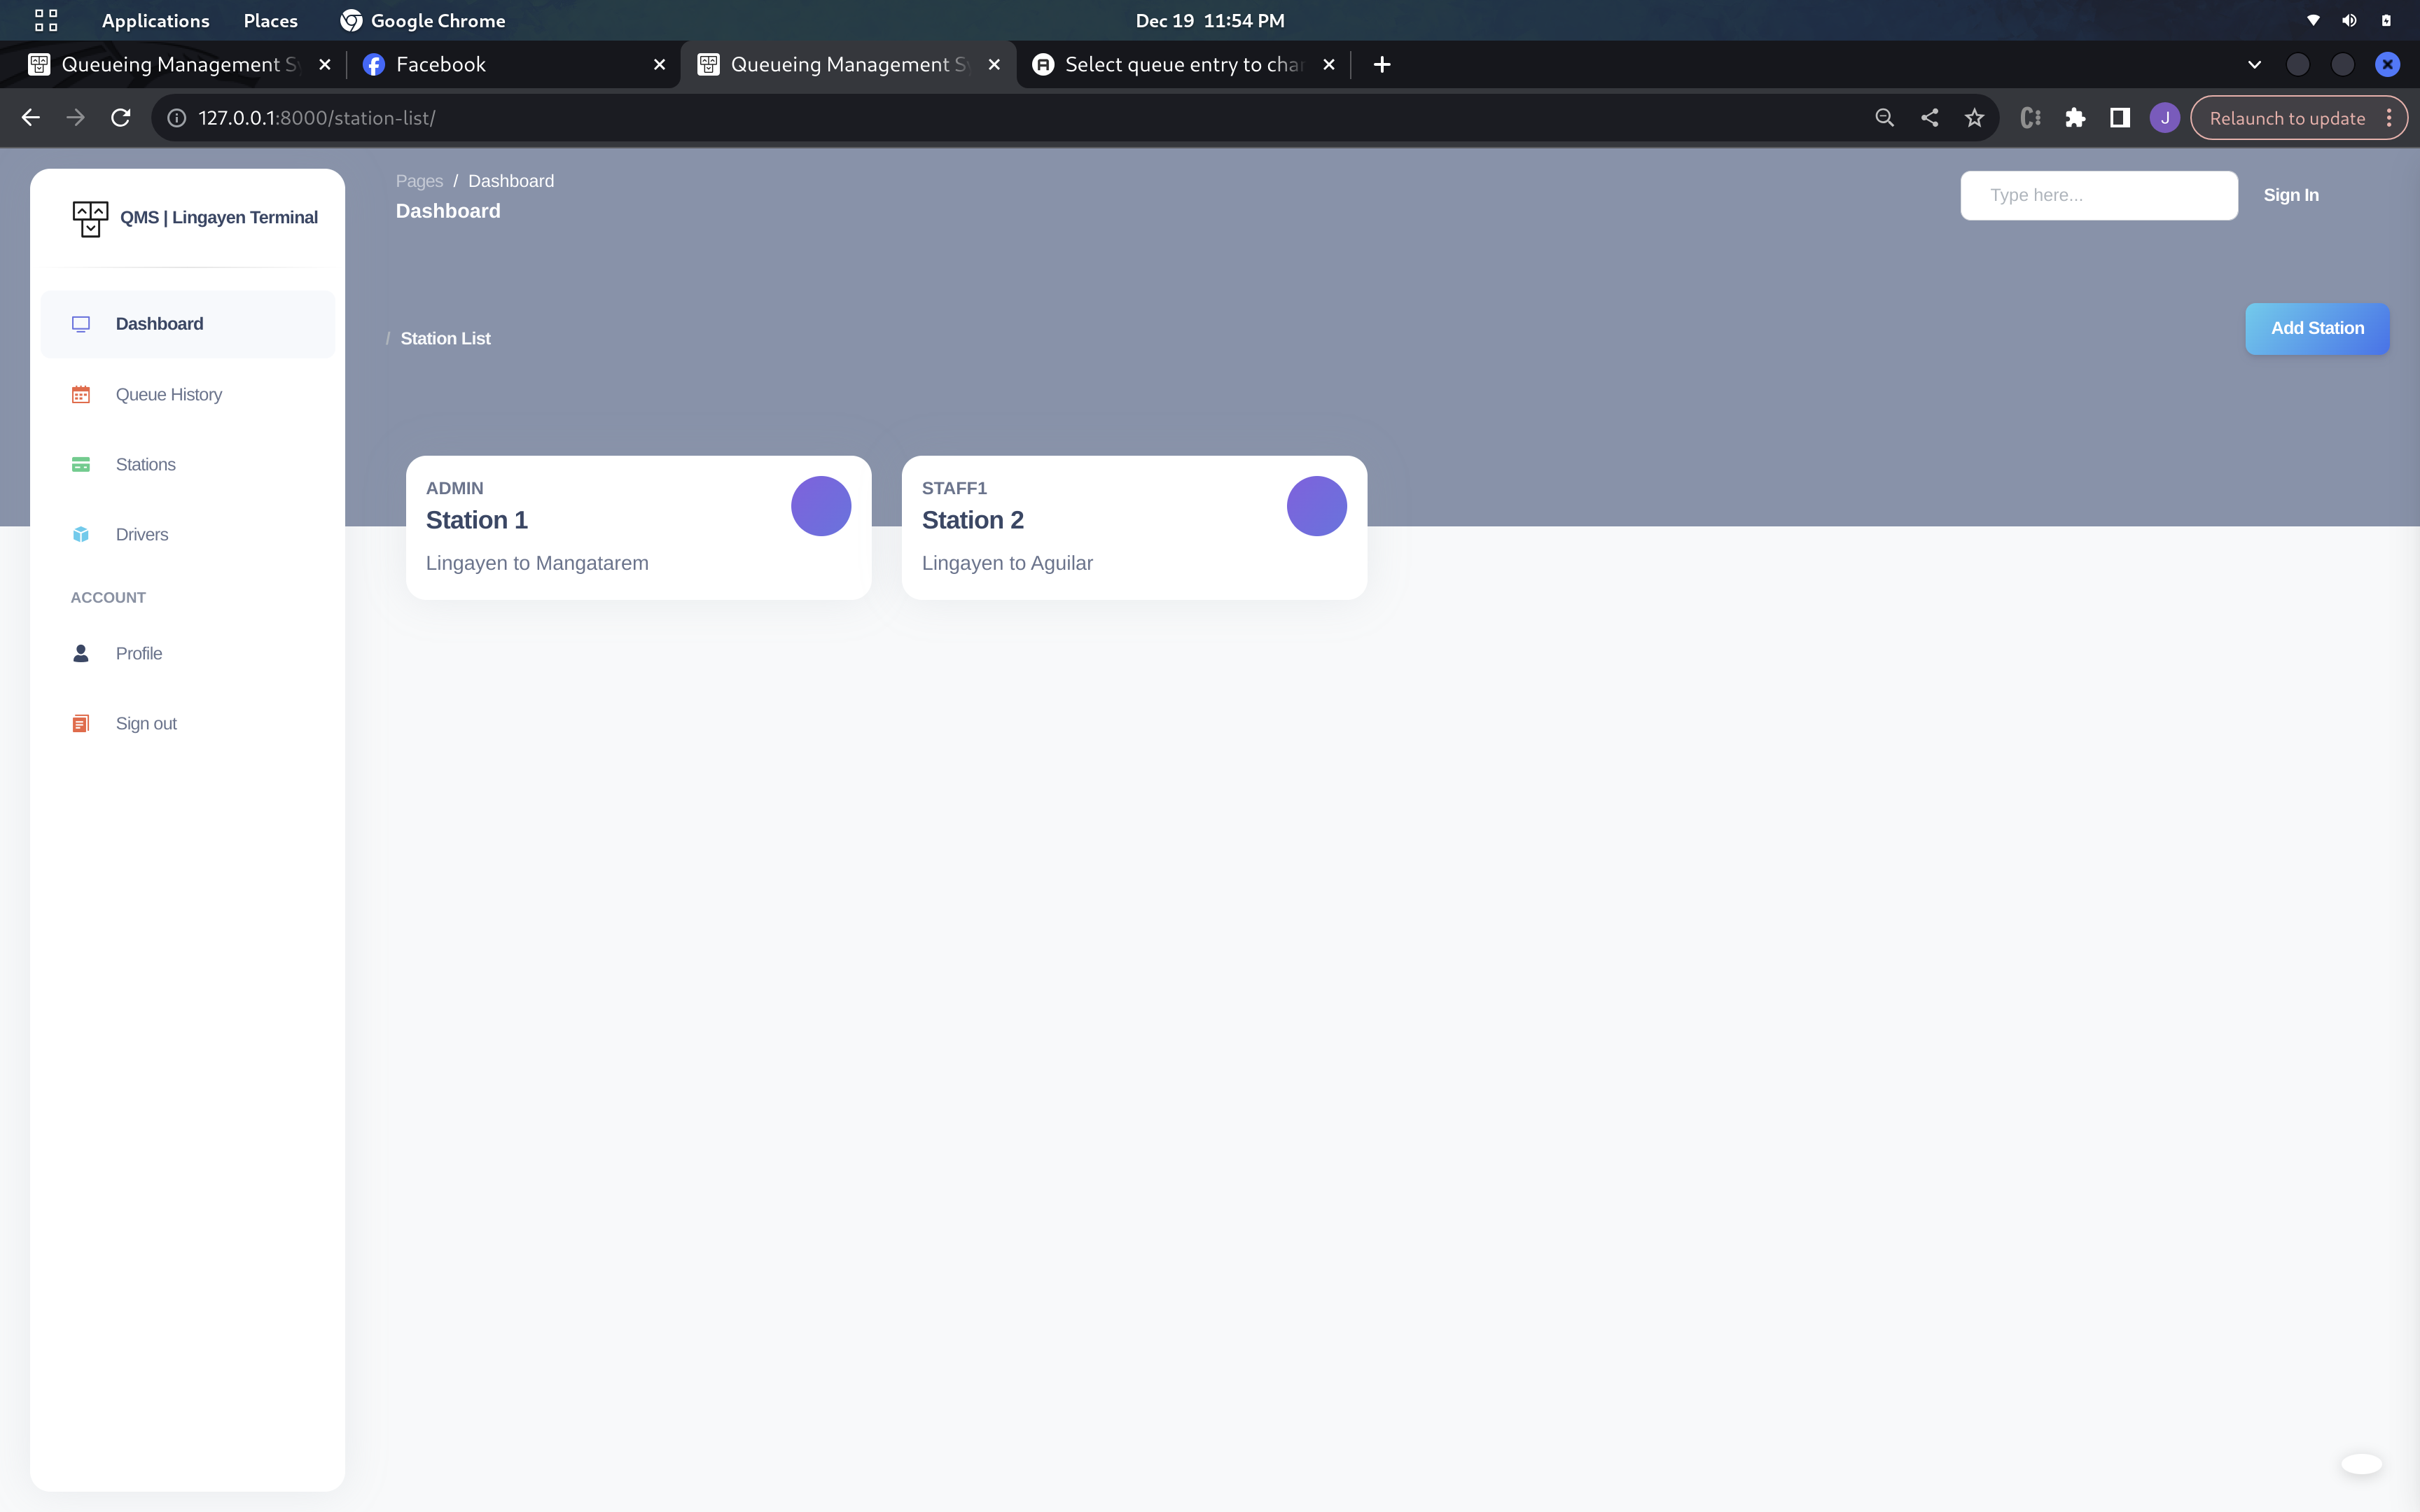 Applications Places Google Chrome Dec 19 11:54 PM
Queueing Management S Facebook Queueing Management S Select queue entry to cha
127.0.0.1:8000/station-list/ J Relaunch to update
QMS | Lingayen Terminal
Dashboard
Queue History
Stations
Drivers
ACCOUNT
Profile
Sign out
Pages / Dashboard
Dashboard
Type here... Sign In
/ Station List
Add Station
ADMIN
Station 1
Lingayen to Mangatarem
STAFF1
Station 2
Lingayen to Aguilar